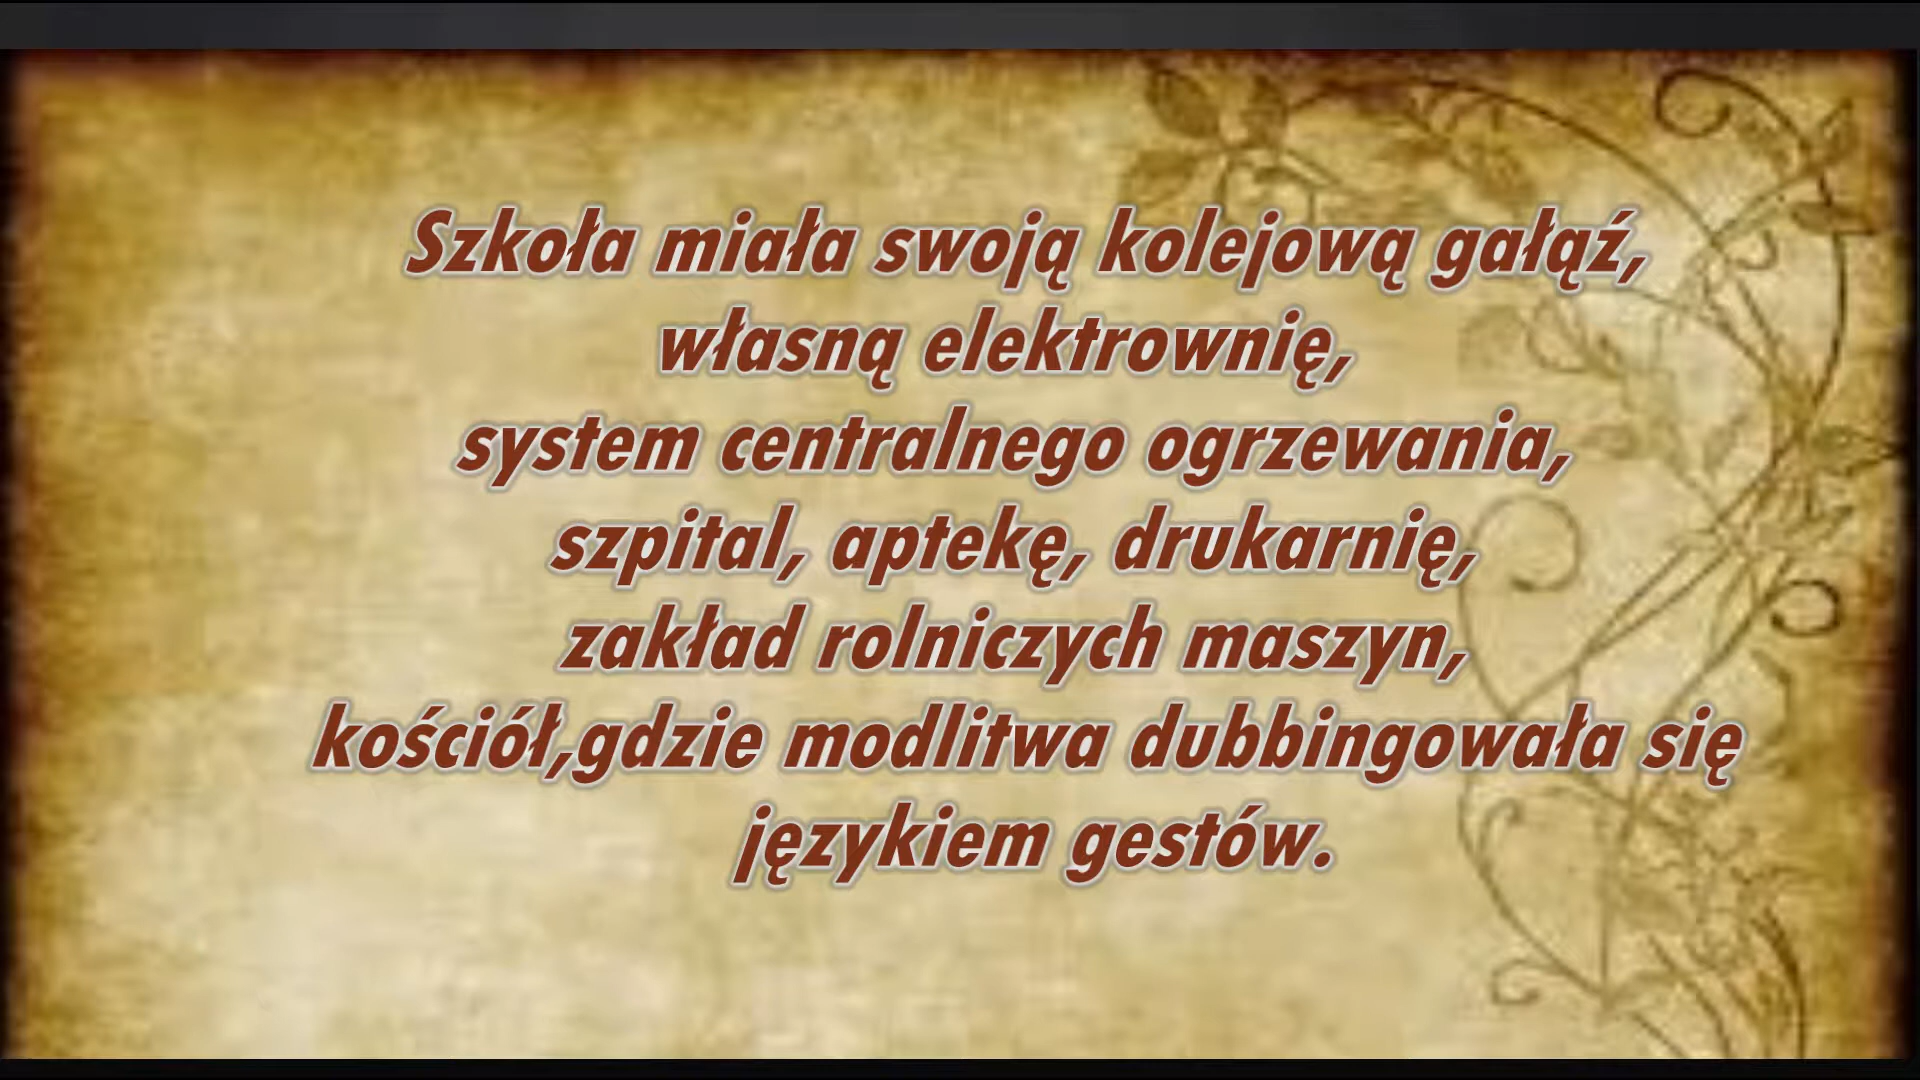 Szkoła miała swoją kolejową gałąź,
własną elektrownię,
system centralnego ogrzewania,
szpital, aptekę, drukarnię,
zakład rolniczych maszyn,
kościół,gdzie modlitwa dubbingowała się
językiem gestów.